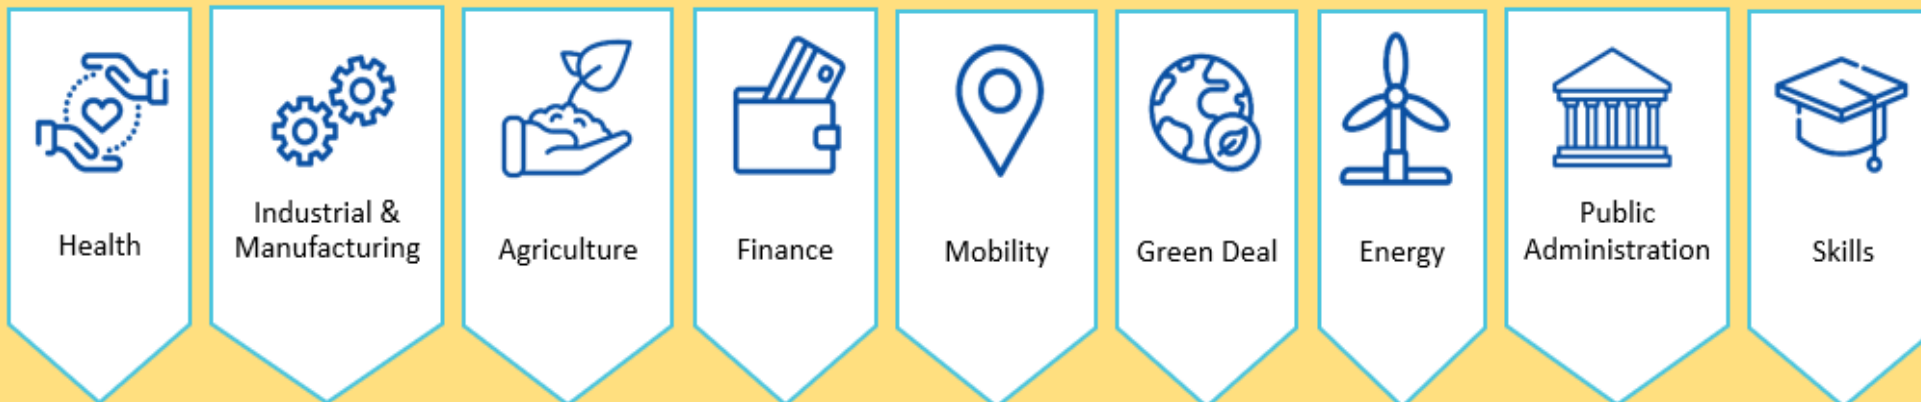 Health
Industrial &
Manufacturing
Agriculture
Finance
Mobility
Green Deal
Energy
Public
Administration
Skills